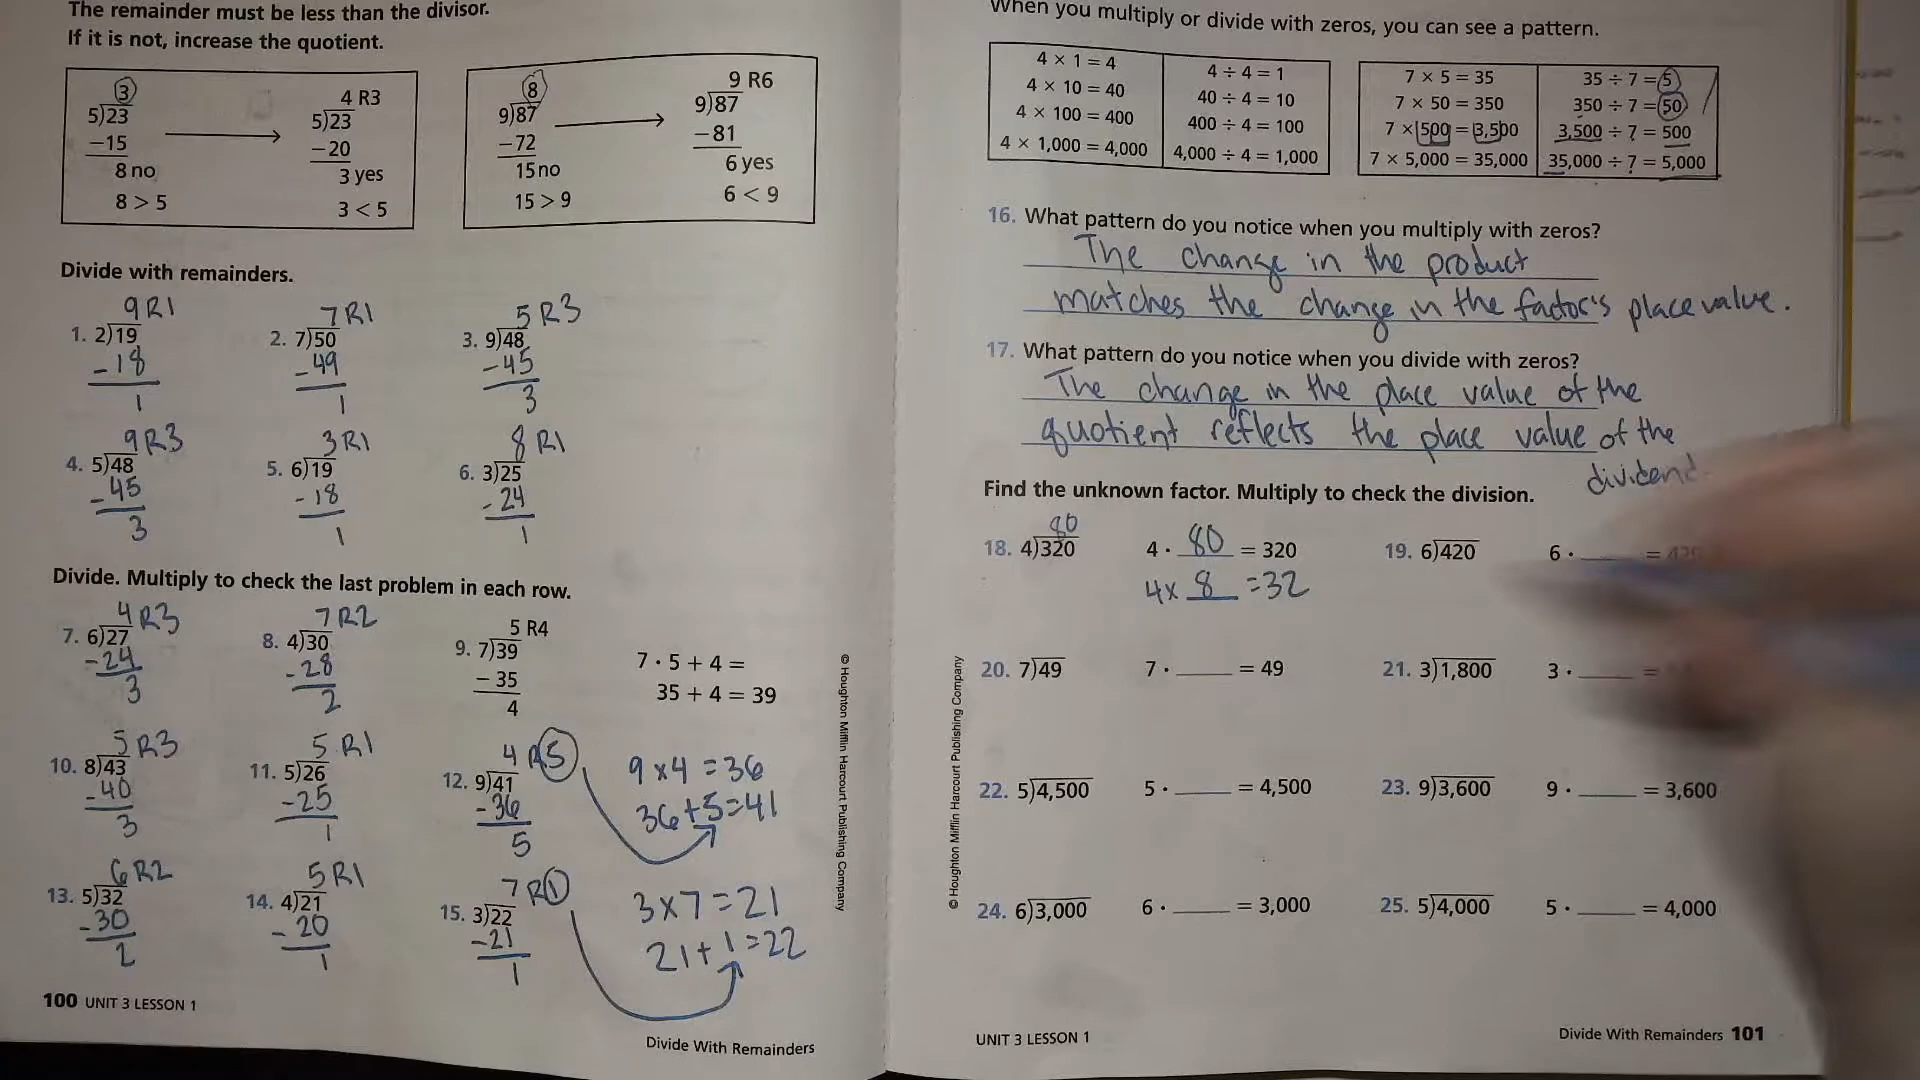 The remainder must be less than the divisor.
If it is not, increase the quotient.
3
5)23
−15
8 no
8 > 5
4 R3
5)23
−20
3 yes
3 < 5
8
9)87
−72
15 no
15 > 9
9 R6
9)87
−81
6 yes
6 < 9
Divide with remainders.
9 R1
1. 2)19
-18
1
7 R1
2. 7)50
-49
1
5 R3
3. 9)48
-45
3
9 R3
4. 5)48
-45
3
3 R1
5. 6)19
-18
1
8 R1
6. 3)25
-24
1
Divide. Multiply to check the last problem in each row.
4 R3
7. 6)27
-24
3
7 R2
8. 4)30
-28
2
5 R4
9. 7)39
− 35
4
7 · 5 + 4 =
35 + 4 = 39
5 R3
10. 8)43
-40
3
5 R1
11. 5)26
-25
1
4 R5
12. 9)41
-36
5
9 x 4 = 36
36 + 5 = 41
6 R2
13. 5)32
-30
2
5 R1
14. 4)21
-20
1
7 R1
15. 3)22
-21
1
3 x 7 = 21
21 + 1 = 22
100 UNIT 3 LESSON 1
Divide With Remainders
© Houghton Mifflin Harcourt Publishing Company
When you multiply or divide with zeros, you can see a pattern.
4 × 1 = 4
4 × 10 = 40
4 × 100 = 400
4 × 1,000 = 4,000
4 ÷ 4 = 1
40 ÷ 4 = 10
400 ÷ 4 = 100
4,000 ÷ 4 = 1,000
7 × 5 = 35
7 × 50 = 350
7 × 500 = 3,500
7 × 5,000 = 35,000
35 ÷ 7 = 5
350 ÷ 7 = 50
3,500 ÷ 7 = 500
35,000 ÷ 7 = 5,000
16. What pattern do you notice when you multiply with zeros?
The change in the product
matches the change in the factor's place value.
17. What pattern do you notice when you divide with zeros?
The change in the place value of the
quotient reflects the place value of the
dividend
Find the unknown factor. Multiply to check the division.
80
18. 4)320
4 · 80 = 320
4 x 8 = 32
19. 6)420
6 · ____ =
20. 7)49
7 · ____ = 49
21. 3)1,800
3 · ____ =
22. 5)4,500
5 · ____ = 4,500
23. 9)3,600
9 · ____ = 3,600
24. 6)3,000
6 · ____ = 3,000
25. 5)4,000
5 · ____ = 4,000
© Houghton Mifflin Harcourt Publishing Company
UNIT 3 LESSON 1
Divide With Remainders 101